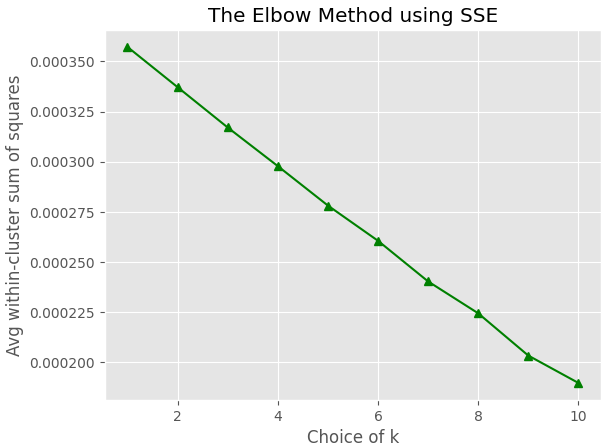 The Elbow Method using SSE
0.000350
0.000325
0.000300
0.000275
0.000250
0.000225
0.000200
Avg within-cluster sum of squares
2 4 6 8 10
Choice of k